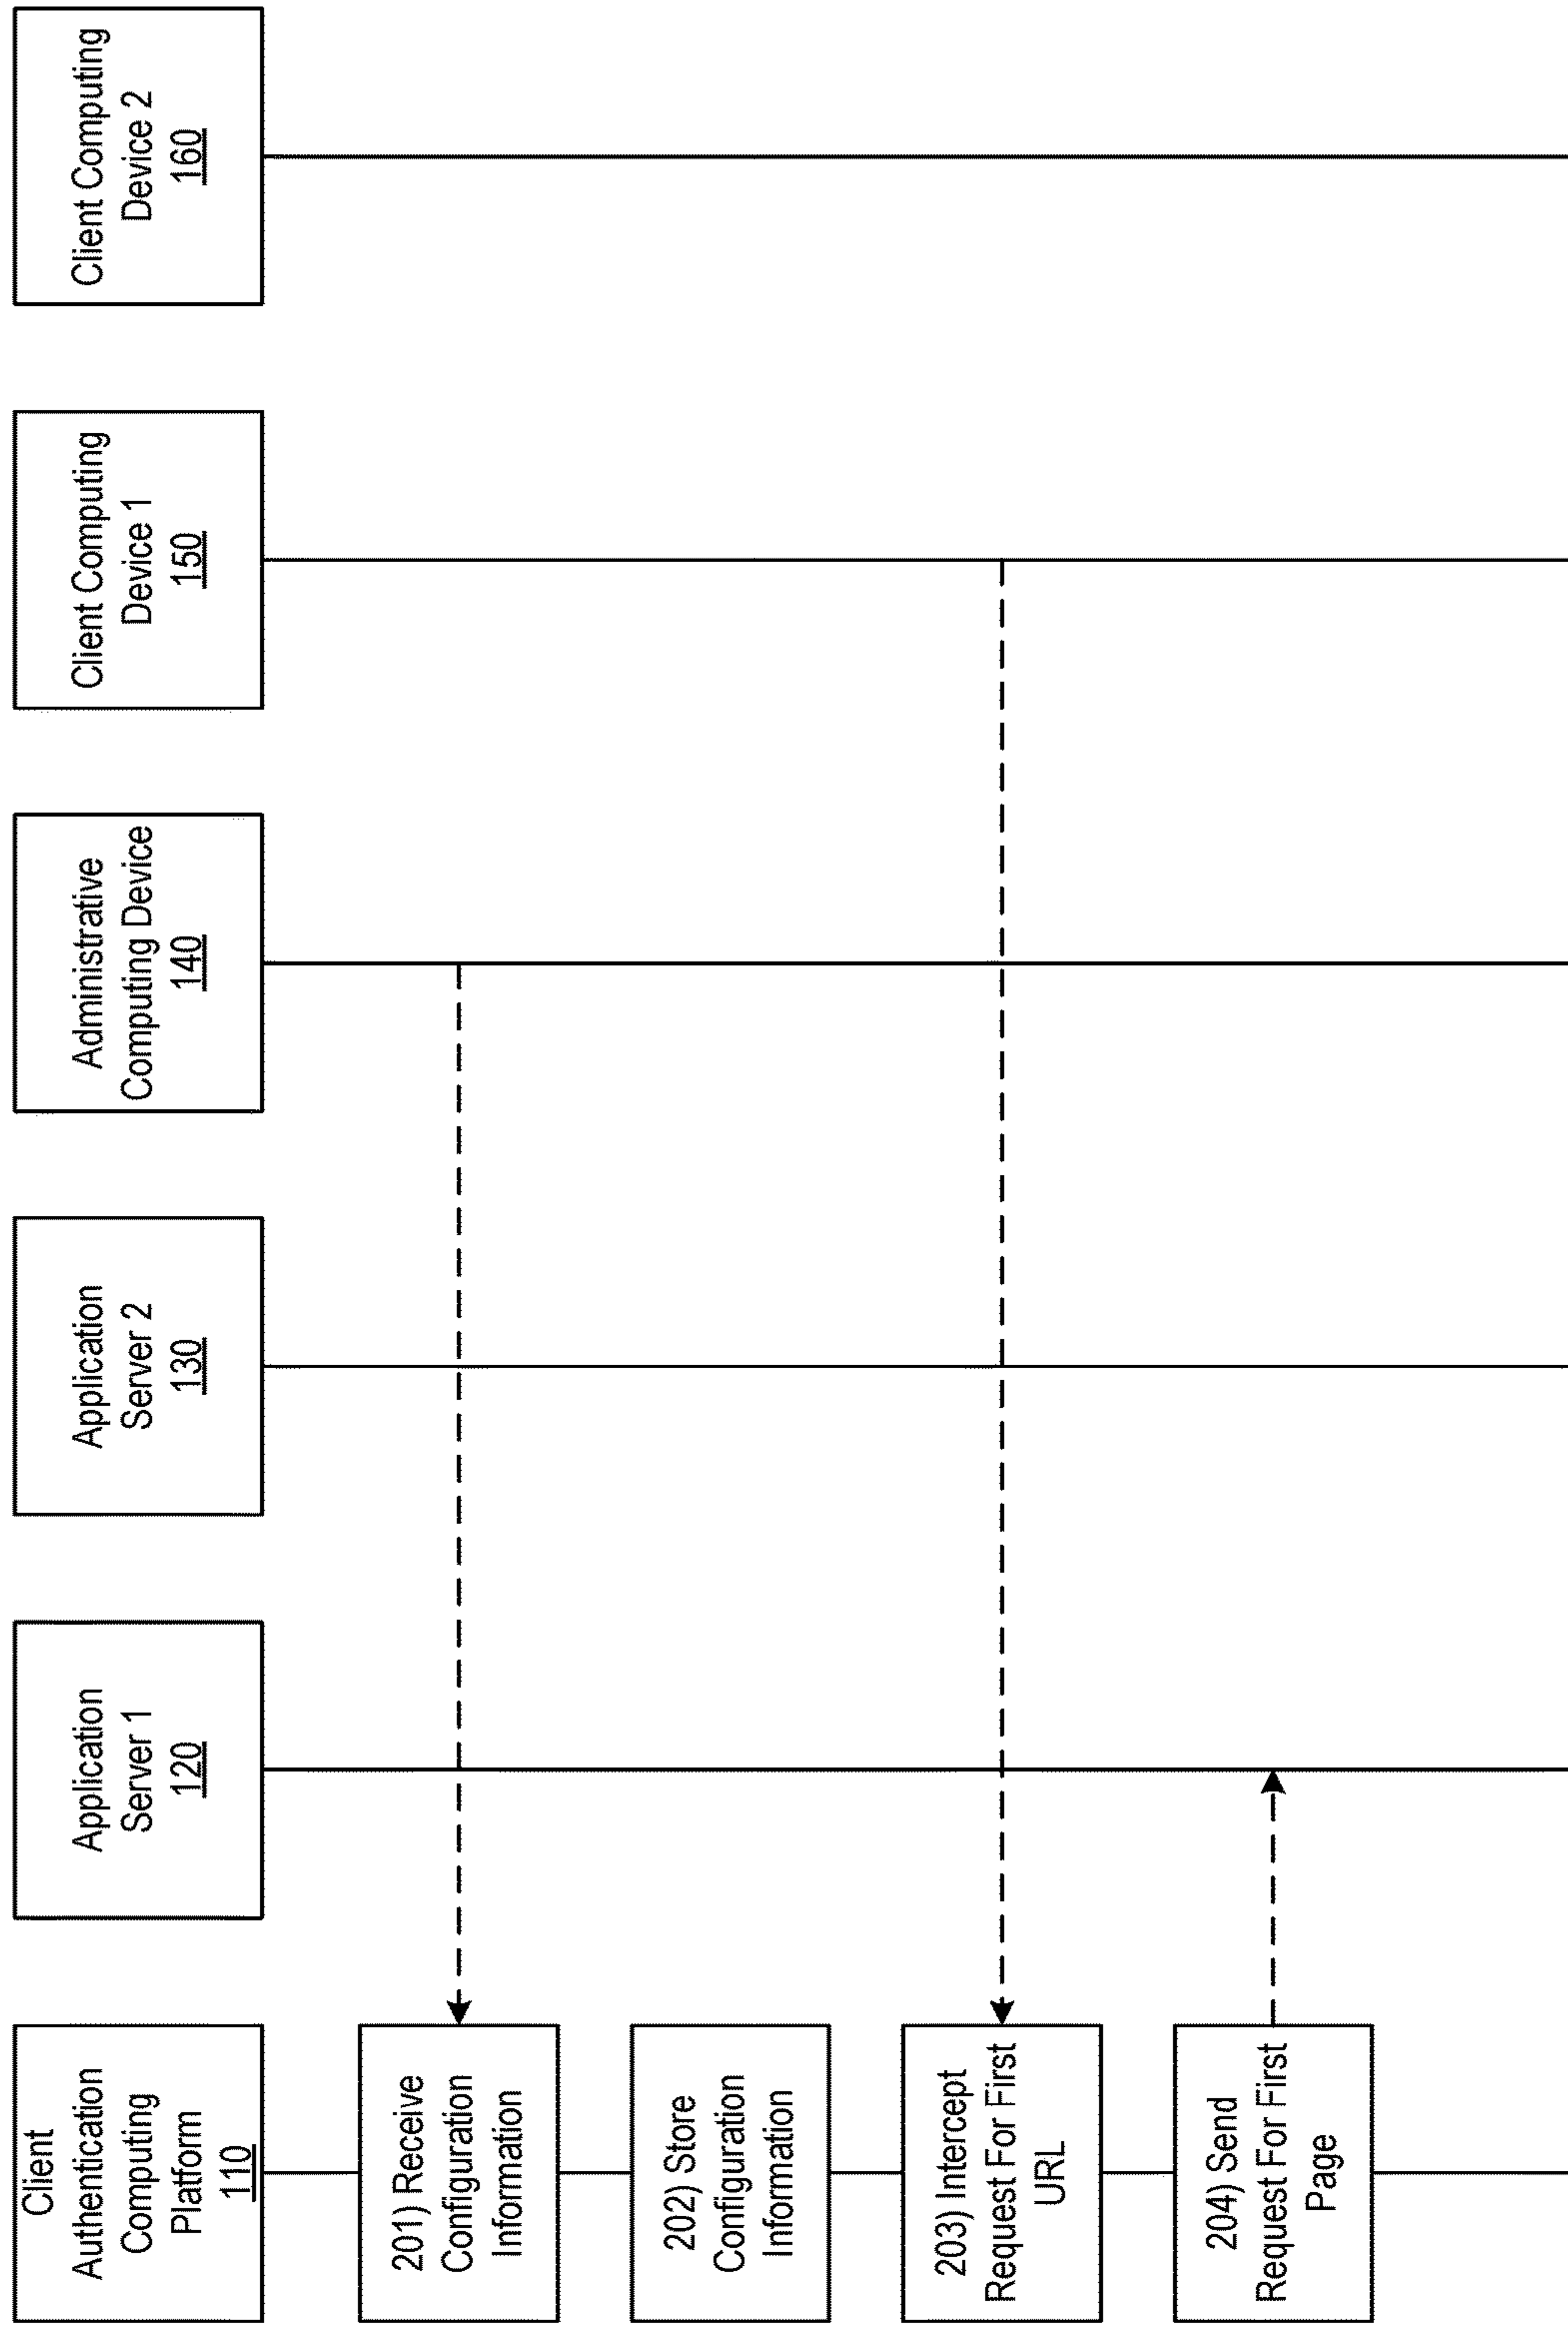 Client
Authentication
Computing
Platform
110
Application
Server 1
120
Application
Server 2
130
Administrative
Computing Device
140
Client Computing
Device 1
150
Client Computing
Device 2
160
201) Receive
Configuration
Information
202) Store
Configuration
Information
203) Intercept
Request For First
URL
204) Send
Request For First
Page